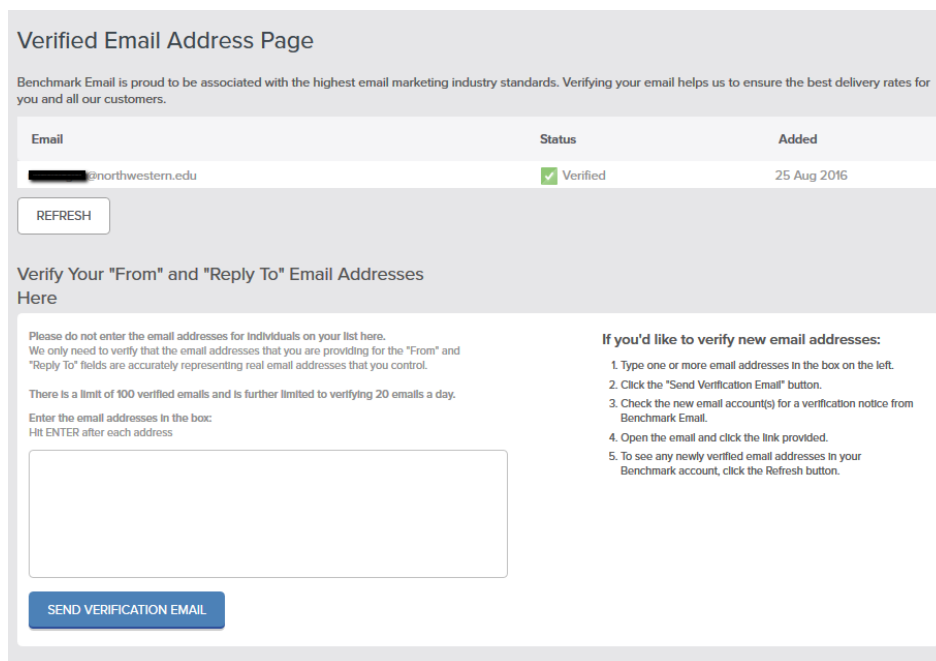 Verified Email Address Page
Benchmark Email is proud to be associated with the highest email marketing industry standards. Verifying your email helps us to ensure the best delivery rates for
you and all our customers.
Email Status Added
@northwestern.edu Verified 25 Aug 2016
REFRESH
Verify Your "From" and "Reply To" Email Addresses
Here
Please do not enter the email addresses for individuals on your list here.
We only need to verify that the email addresses that you are providing for the "From" and
"Reply To" fields are accurately representing real email addresses that you control.
There is a limit of 100 verified emails and is further limited to verifying 20 emails a day.
Enter the email addresses in the box:
Hit ENTER after each address
SEND VERIFICATION EMAIL
If you'd like to verify new email addresses:
1. Type one or more email addresses in the box on the left.
2. Click the "Send Verification Email" button.
3. Check the new email account(s) for a verification notice from
Benchmark Email.
4. Open the email and click the link provided.
5. To see any newly verified email addresses in your
Benchmark account, click the Refresh button.